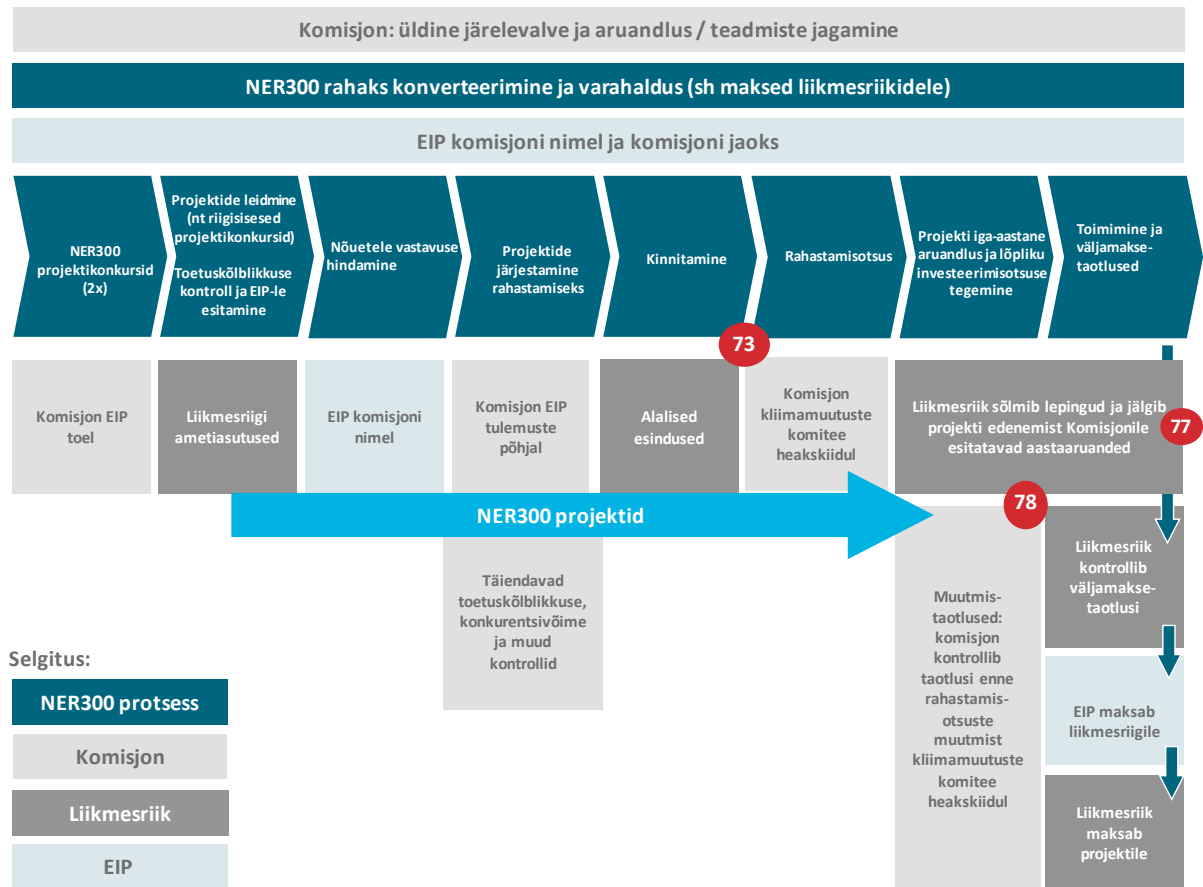 Komisjon: üldine järelevalve ja aruandlus / teadmiste jagamine
NER300 rahaks konverteerimine ja varahaldus (sh maksed liikmesriikidele)
EIP komisjoni nimel ja komisjoni jaoks
NER300
projektikonkursid
(2x)
Projektide leidmine
(nt riigisisesed
projektikonkursid)
Toetuskõlblikkuse
kontroll ja EIP-le
esitamine
Nõuetele vastavuse
hindamine
Projektide
järjestamine
rahastamiseks
Kinnitamine
Rahastamisotsus
Projekti iga-aastane
aruandlus ja lõpliku
investeerimisotsuse
tegemine
Toimimine ja
väljamakse-
taotlused
73
Komisjon EIP
toel
Liikmesriigi
ametiasutused
EIP komisjoni
nimel
Komisjon EIP
tulemuste
põhjal
Alalised
esindused
Komisjon
kliimamuutuste
komitee
heakskiidul
Liikmesriik sõlmib lepingud ja jälgib
projekti edenemist Komisjonile
esitatavad aastaaruanded
77
78
NER300 projektid
Täiendavad
toetuskõlblikkuse,
konkurentsivõime
ja muud
kontrollid
Muutmis-
taotlused:
komisjon
kontrollib
taotlusi enne
rahastamis-
otsuste
muutmist
kliimamuutuste
komitee
heakskiidul
Liikmesriik
kontrollib
väljamakse-
taotlusi
EIP maksab
liikmesriigile
Liikmesriik
maksab
projektile
Selgitus:
NER300 protsess
Komisjon
Liikmesriik
EIP